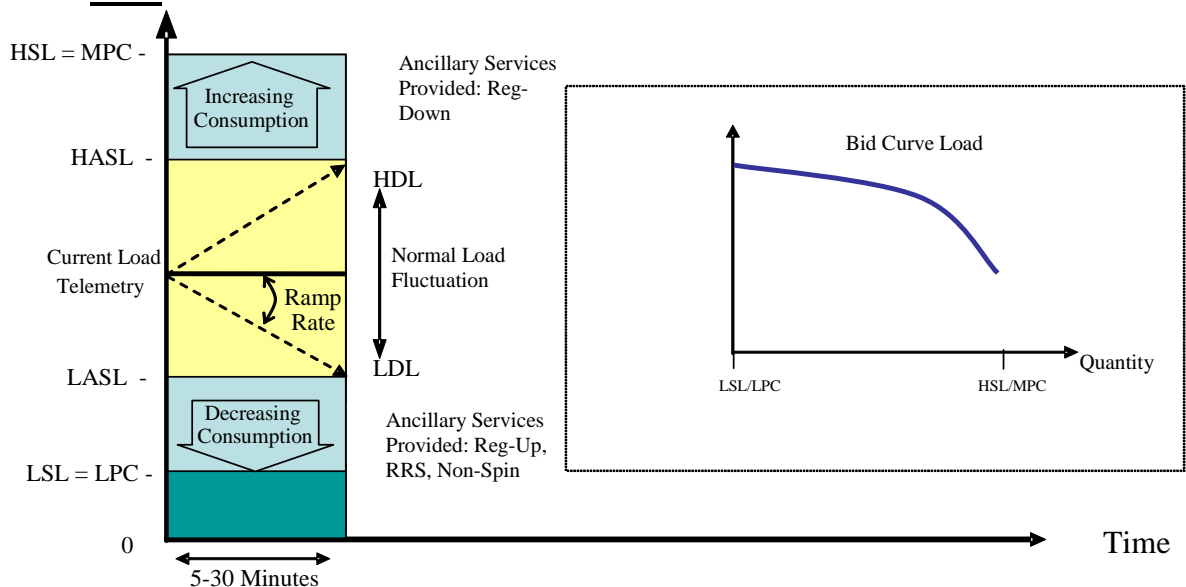 HSL = MPC -
Increasing
Consumption
Ancillary Services
Provided: Reg-
Down
HASL -
HDL
Current Load
Telemetry
Normal Load
Fluctuation
Ramp
Rate
LDL
LASL -
Decreasing
Consumption
Ancillary Services
Provided: Reg-Up,
RRS, Non-Spin
LSL = LPC -
0
Time
5-30 Minutes
Bid Curve Load
Quantity
LSL/LPC
HSL/MPC